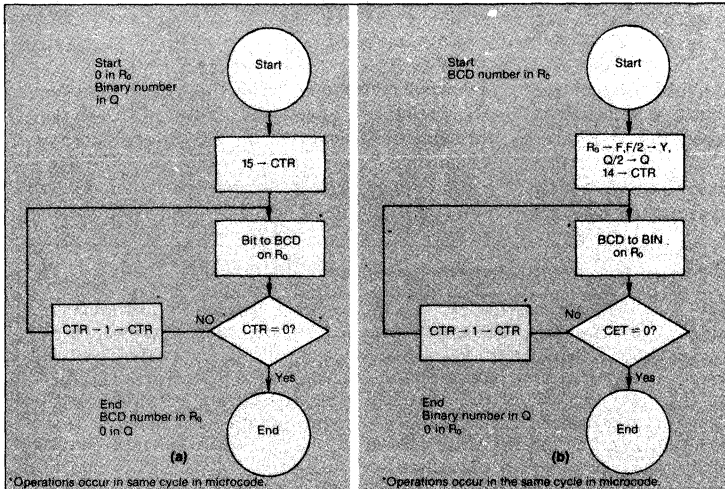 Start
0 in R₀
Binary number
in Q
Start
15 → CTR
Bit to BCD
on R₀
*
CTR → 1 → CTR
NO
CTR = 0?
Yes
End
BCD number in R₀
0 in Q
(a)
End
*Operations occur in same cycle in microcode.
Start
BCD number in R₀
Start
R₀ → F,F/2 → Y,
Q/2 → Q
14 → CTR
*
BCD to BIN
on R₀
CTR → 1 → CTR
No
CET = 0?
Yes
End
Binary number in Q
0 in R₀
(b)
End
*Operations occur in the same cycle in microcode.